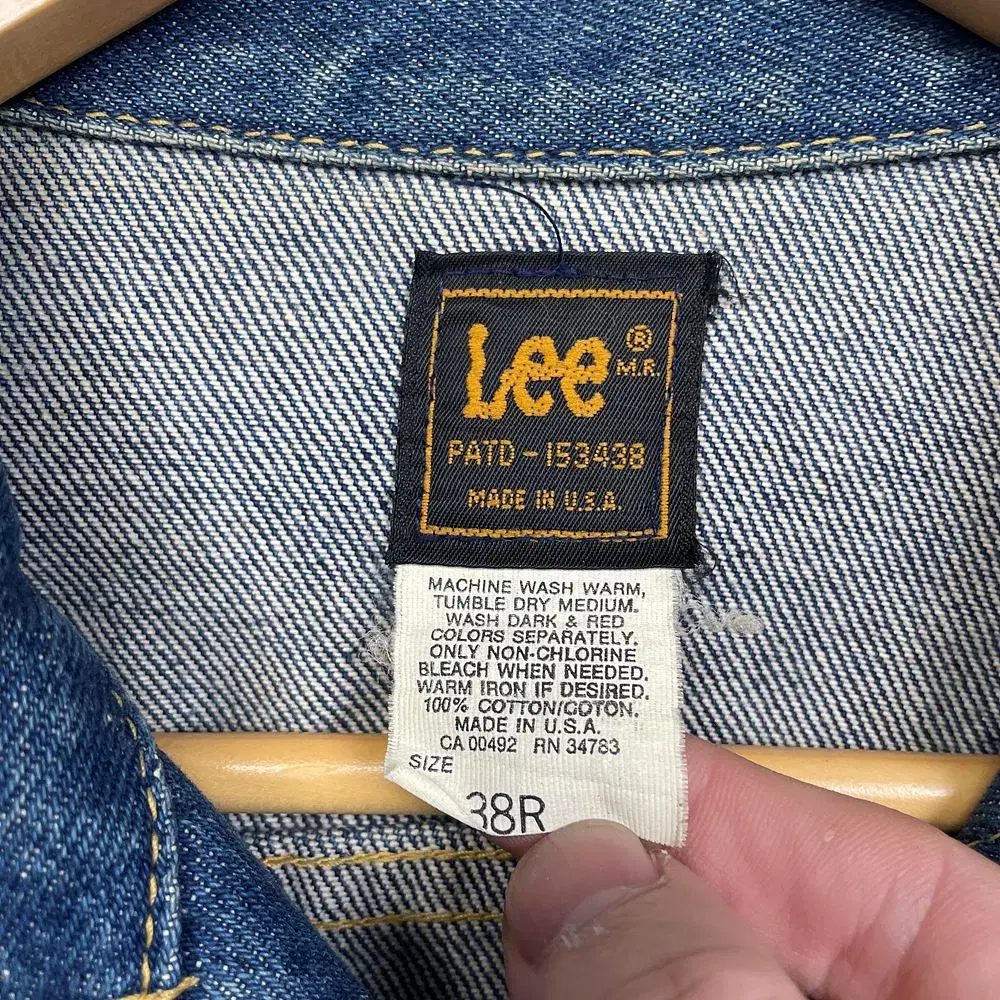 Lee ®
M.R.
PATD-153438
MADE IN U.S.A.
MACHINE WASH WARM,
TUMBLE DRY MEDIUM.
WASH DARK & RED
COLORS SEPARATELY.
ONLY NON-CHLORINE
BLEACH WHEN NEEDED.
WARM IRON IF DESIRED.
100% COTTON/COTON.
MADE IN U.S.A.
CA 00492 RN 34783
SIZE
38R